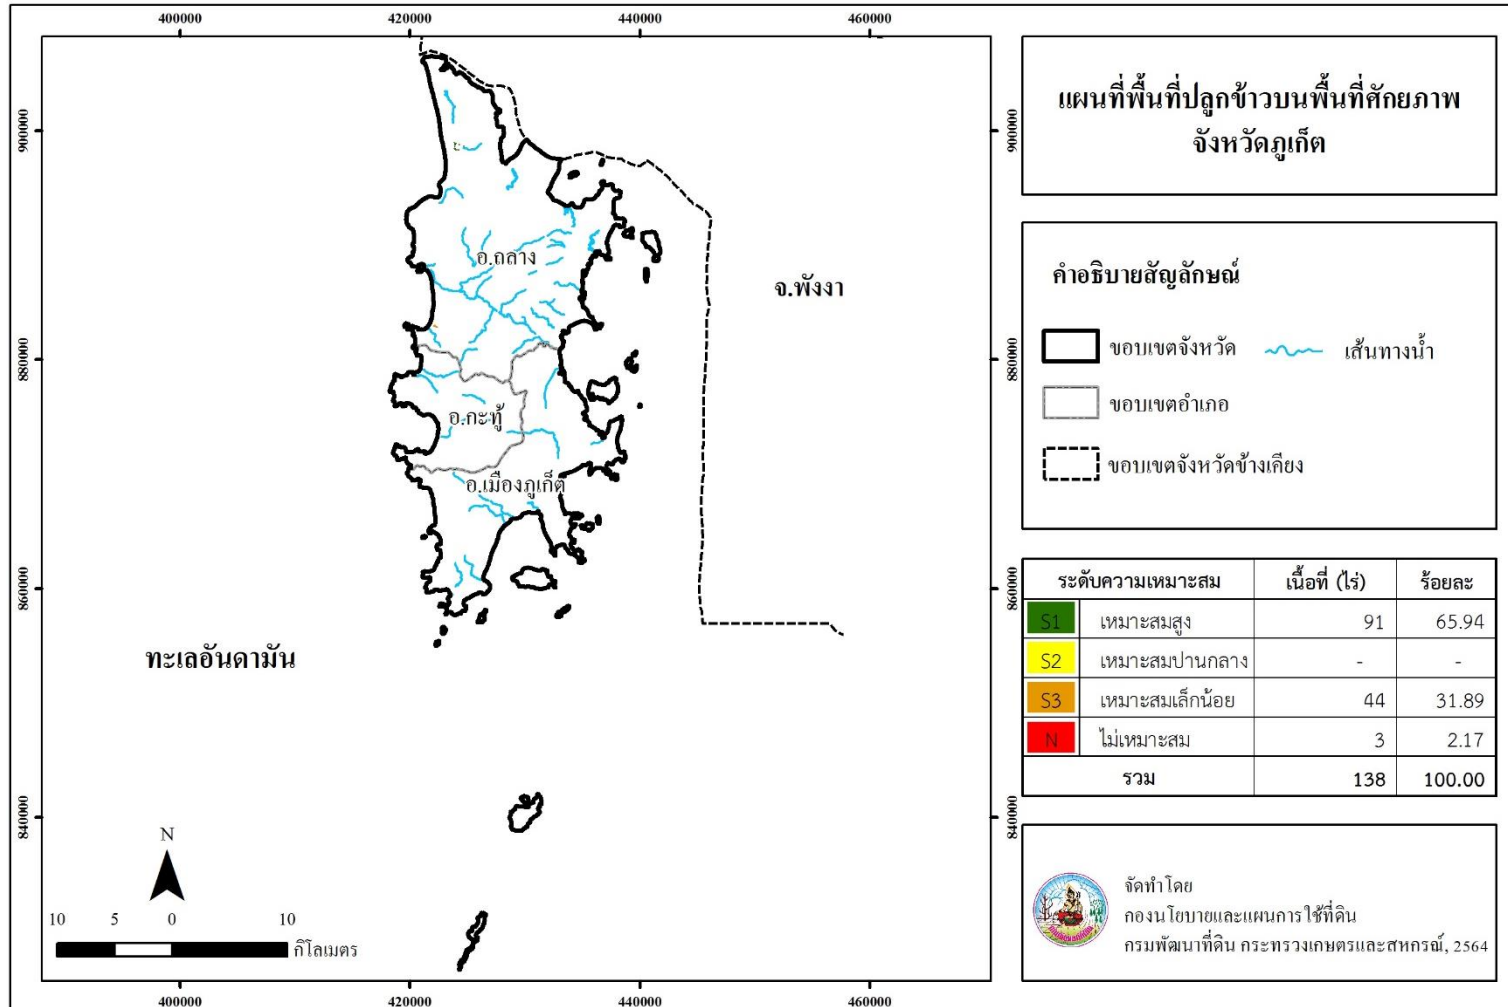 400000 420000 440000 460000
900000
880000
860000
840000
อ.ถลาง
จ.พังงา
อ.กะทู้
อ.เมืองภูเก็ต
ทะเลอันดามัน
N
10 5 0 10
กิโลเมตร
400000 420000 440000 460000
900000
880000
860000
840000
แผนที่พื้นที่ปลูกข้าวบนพื้นที่ศักยภาพ
จังหวัดภูเก็ต
คำอธิบายสัญลักษณ์
ขอบเขตจังหวัด เส้นทางน้ำ
ขอบเขตอำเภอ
ขอบเขตจังหวัดข้างเคียง
ระดับความเหมาะสม เนื้อที่ (ไร่) ร้อยละ
S1 เหมาะสมสูง 91 65.94
S2 เหมาะสมปานกลาง - -
S3 เหมาะสมเล็กน้อย 44 31.89
N ไม่เหมาะสม 3 2.17
รวม 138 100.00
จัดทำโดย
กองนโยบายและแผนการใช้ที่ดิน
กรมพัฒนาที่ดิน กระทรวงเกษตรและสหกรณ์, 2564